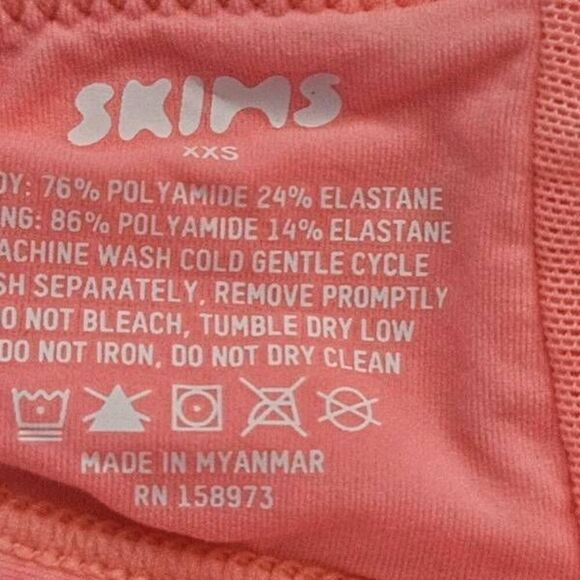 SKIMS
XXS
DY: 76% POLYAMIDE 24% ELASTANE
NG: 86% POLYAMIDE 14% ELASTANE
ACHINE WASH COLD GENTLE CYCLE
SH SEPARATELY, REMOVE PROMPTLY
O NOT BLEACH, TUMBLE DRY LOW
DO NOT IRON, DO NOT DRY CLEAN
MADE IN MYANMAR
RN 158973